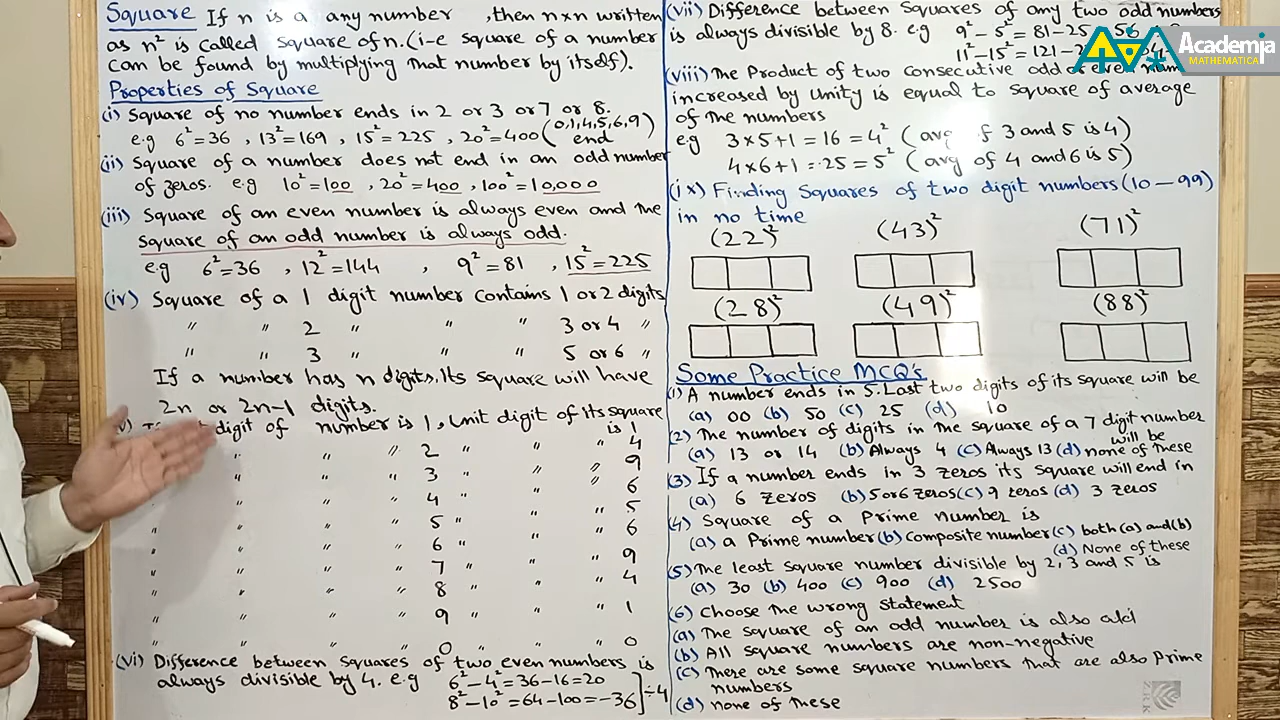 Square If n is a any number , then n×n written
as n² is called square of n. (i-e square of a number
can be found by multiplying that number by itself).
Properties of Square
(i) Square of no number ends in 2 or 3 or 7 or 8.
e.g 6²=36 , 13²=169 , 15²=225 , 20²=400 (0,1,4,5,6,9) end
(ii) Square of a number does not end in an odd number
of zeros. e.g 10²=100 , 20²=400 , 100²=10,000
(iii) Square of an even number is always even and the
square of an odd number is always odd.
e.g 6²=36 , 12²=144 , 9²=81 , 15²=225
(iv) Square of a 1 digit number contains 1 or 2 digits
" " 2 " " " 3 or 4 "
" " 3 " " " 5 or 6 "
If a number has n digits, Its square will have
2n or 2n-1 digits.
digit of number is 1, Unit digit of its square is 1
" " " 2 " " " 4
" " " 3 " " " 9
" " " 4 " " " 6
" " " 5 " " " 5
" " " 6 " " " 6
" " " 7 " " " 9
" " " 8 " " " 4
" " " 9 " " " 1
" " " 0 " " " 0
(vi) Difference between squares of two even numbers is
always divisible by 4. e.g 6²-4²=36-16=20
8²-10²=64-100=-36 ] ÷4
(vii) Difference between squares of any two odd numbers
is always divisible by 8. e.g 9²-5²=81-25 56
11²-15²=121-2
Academia
MATHEMATICA
(viii) The Product of two consecutive odd or even num
increased by Unity is equal to square of average
of the numbers
e.g 3×5+1=16=4² (avg of 3 and 5 is 4)
4×6+1=25=5² (avg of 4 and 6 is 5)
(ix) Finding Squares of two digit numbers (10-99)
in no time
(22)² (43)² (71)²
(28)² (49)² (88)²
Some Practice MCQ's
(1) A number ends in 5. Last two digits of its square will be
(a) 00 (b) 50 (c) 25 (d) 10
(2) The number of digits in the square of a 7 digit number will be
(a) 13 or 14 (b) Always 4 (c) Always 13 (d) none of these
(3) If a number ends in 3 zeros its square will end in
(a) 6 zeros (b) 5 or 6 zeros (c) 9 zeros (d) 3 zeros
(4) Square of a Prime number is
(a) a Prime number (b) composite number (c) both (a) and (b)
(d) None of these
(5) The least square number divisible by 2, 3 and 5 is
(a) 30 (b) 400 (c) 900 (d) 2500
(6) Choose the wrong statement
(a) The square of an odd number is also odd
(b) All square numbers are non-negative
(c) There are some square numbers that are also Prime
numbers
(d) none of these